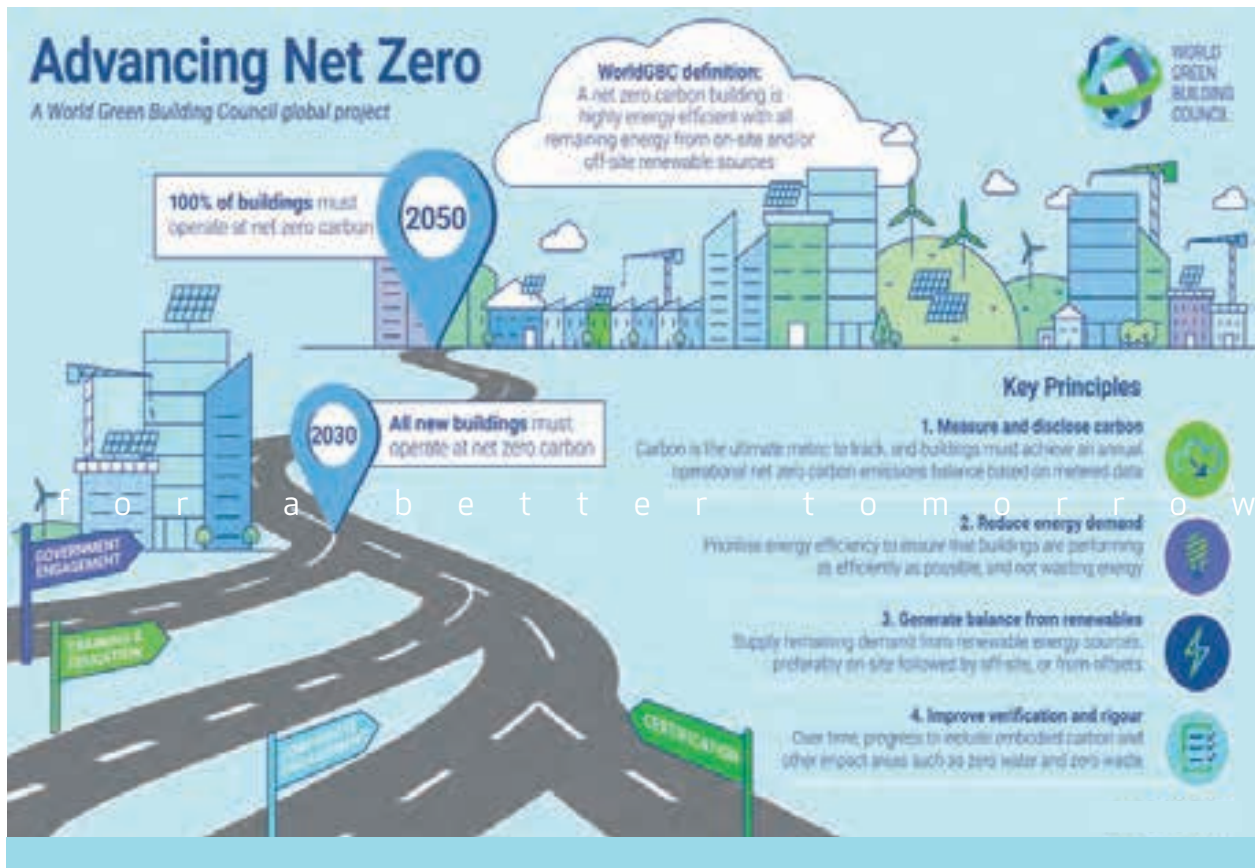 Advancing Net Zero
A World Green Building Council global project
WorldGBC definition:
A net zero carbon building is
highly energy efficient with all
remaining energy from on-site and/or
off-site renewable sources
WORLD
GREEN
BUILDING
COUNCIL
100% of buildings must
operate at net zero carbon
2050
2030
All new buildings must
operate at net zero carbon
Key Principles
1. Measure and disclose carbon
Carbon is the ultimate metric to track, and buildings must achieve an annual
operational net zero carbon emissions balance based on metered data
for a better tomorrow
2. Reduce energy demand
Prioritise energy efficiency to ensure that buildings are performing
as efficiently as possible, and not wasting energy
3. Generate balance from renewables
Supply remaining demand from renewable energy sources,
preferably on-site followed by off-site, or from offsets
4. Improve verification and rigour
Over time, progress to include embodied carbon and
other impact areas such as zero water and zero waste
GOVERNMENT
ENGAGEMENT
TRAINING &
EDUCATION
CERTIFICATION